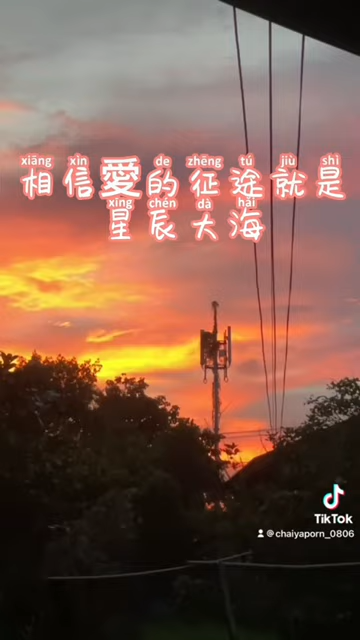 xiāng xìn de zhēng tú jiù shì
相信愛的征途就是
xīng chén dà hǎi
星辰大海
TikTok
@chaiyaporn_0806